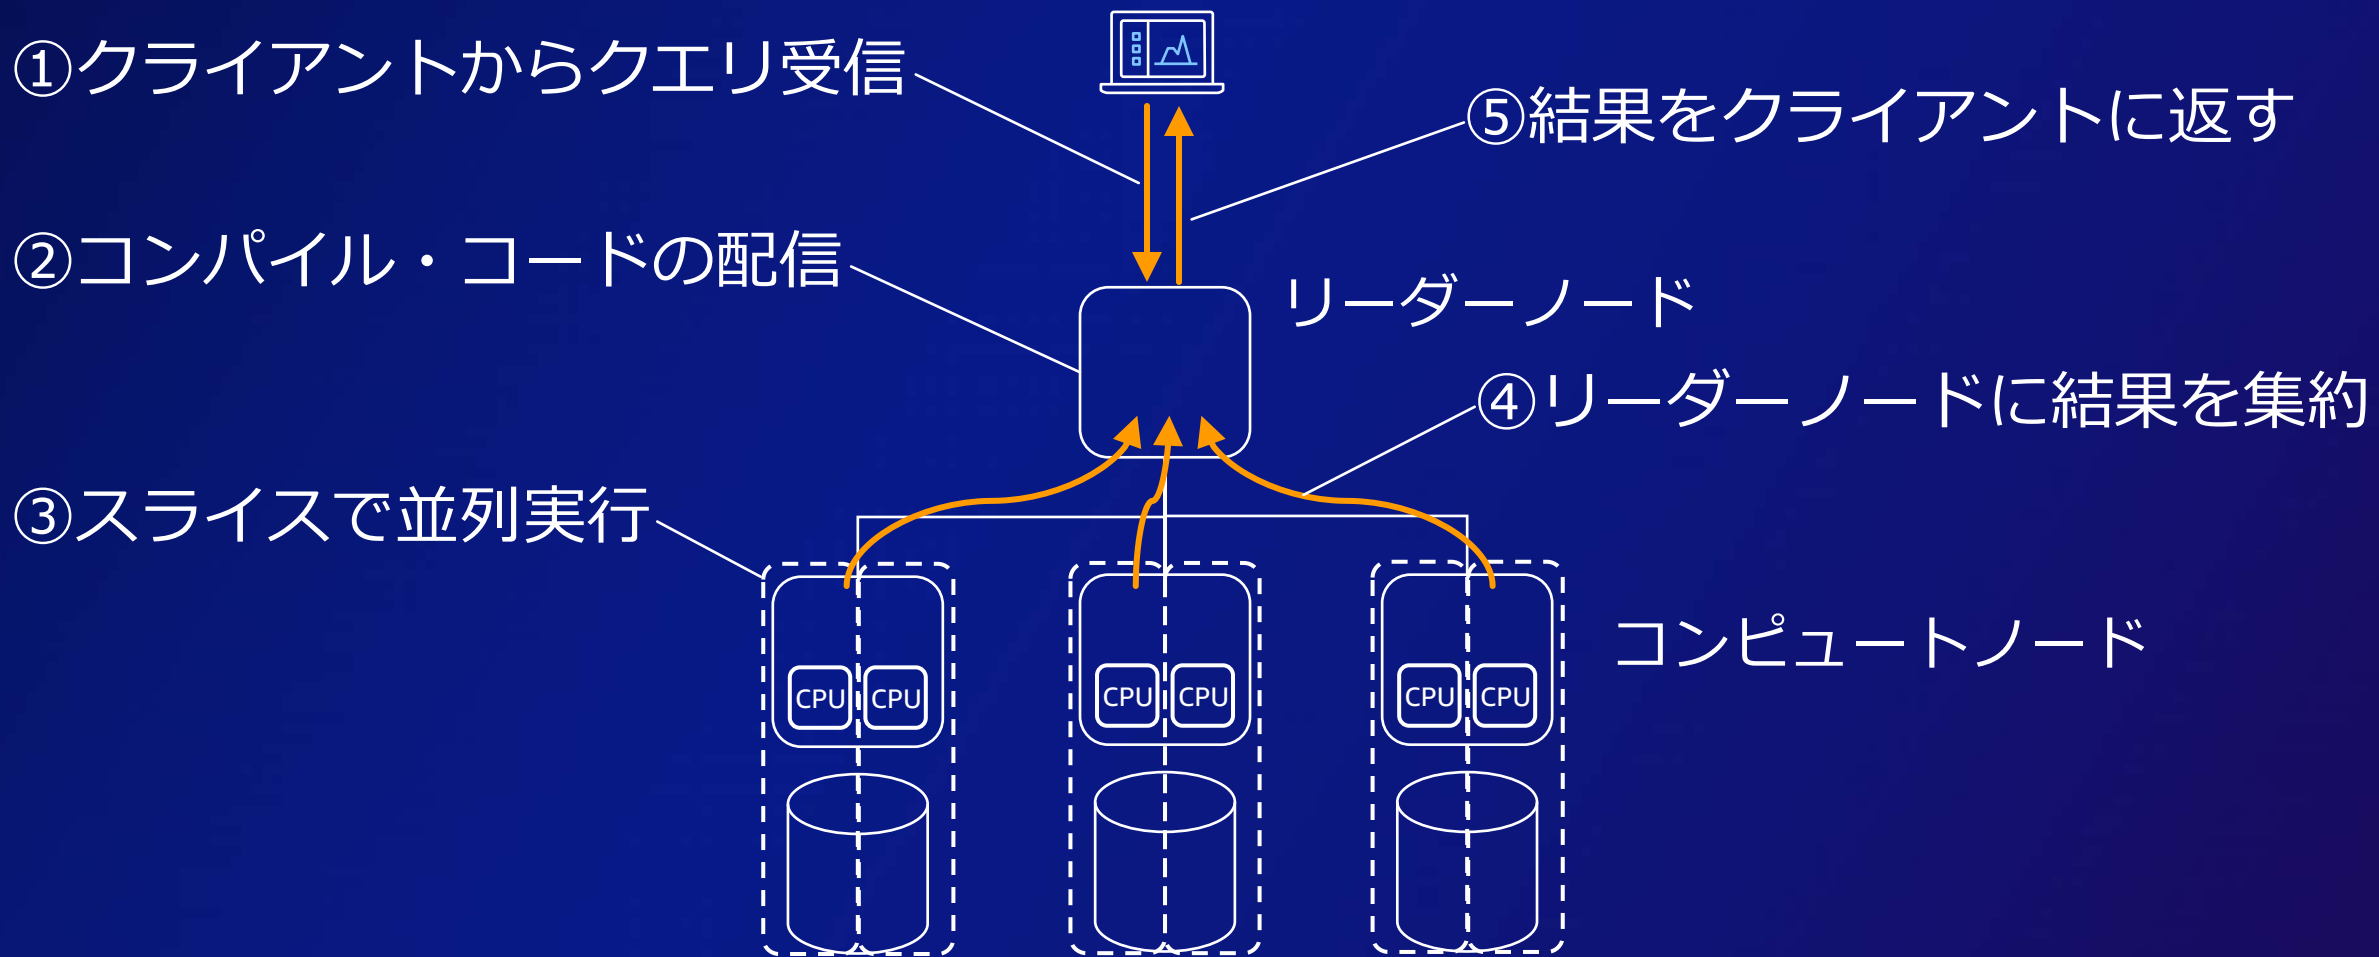 ①クライアントからクエリ受信
⑤結果をクライアントに返す
②コンパイル・コードの配信
リーダーノード
④リーダーノードに結果を集約
③スライスで並列実行
コンピュートノード
CPU CPU CPU CPU CPU CPU